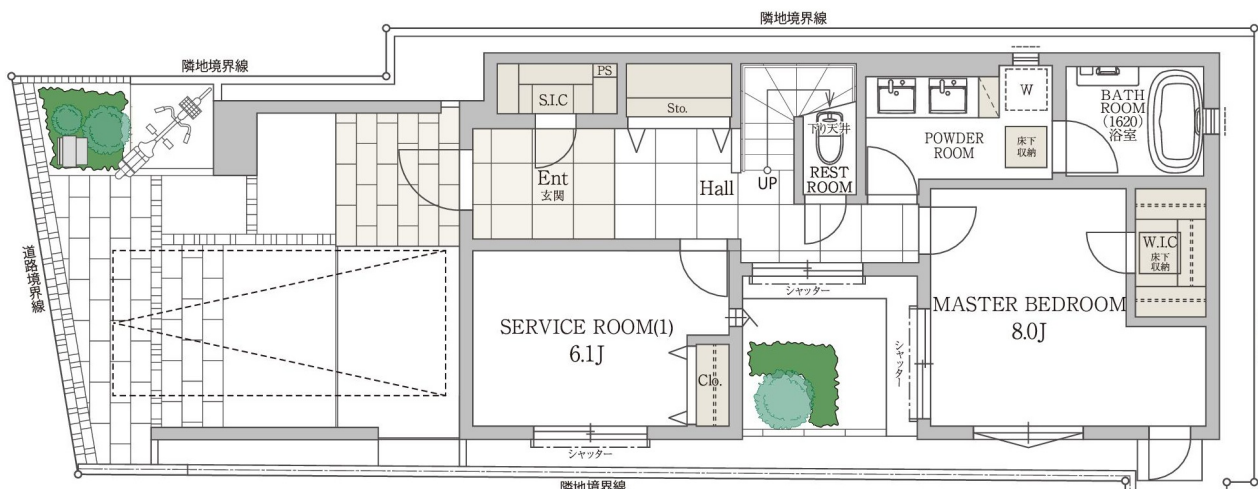 隣地境界線
隣地境界線
道路境界線
S.I.C
PS
Sto.
下り天井
REST
ROOM
UP
Hall
Ent
玄関
W
床下
収納
POWDER
ROOM
BATH
ROOM
(1620)
浴室
W.I.C
床下
収納
MASTER BEDROOM
8.0J
シャッター
シャッター
SERVICE ROOM(1)
6.1J
Clo.
シャッター
隣地境界線